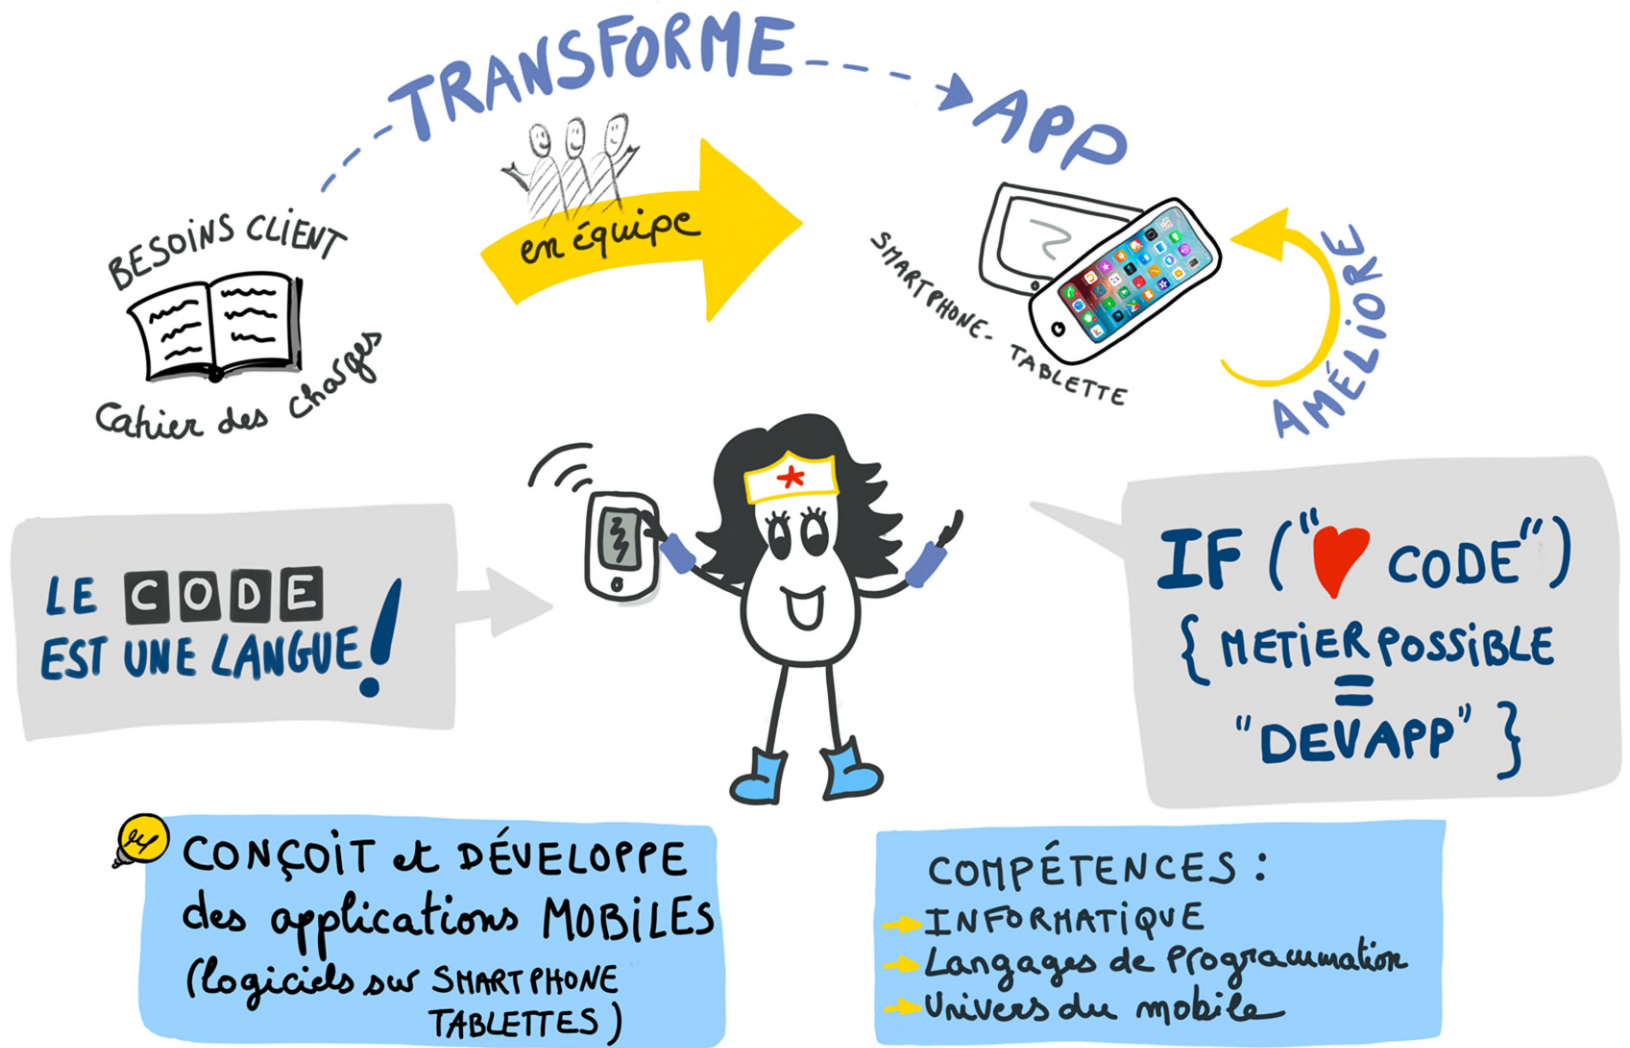 TRANSFORME
APP
en équipe
BESOINS CLIENT
Cahier des charges
SMARTPHONE - TABLETTE
AMÉLIORE
LE CODE
EST UNE LANGUE !
IF ("♥ CODE")
{ METIER POSSIBLE
=
"DEVAPP" }
CONÇOIT et DÉVELOPPE
des applications MOBILES
(logiciels sur SMARTPHONE
TABLETTES)
COMPÉTENCES :
INFORMATIQUE
Langages de Programmation
Univers du mobile